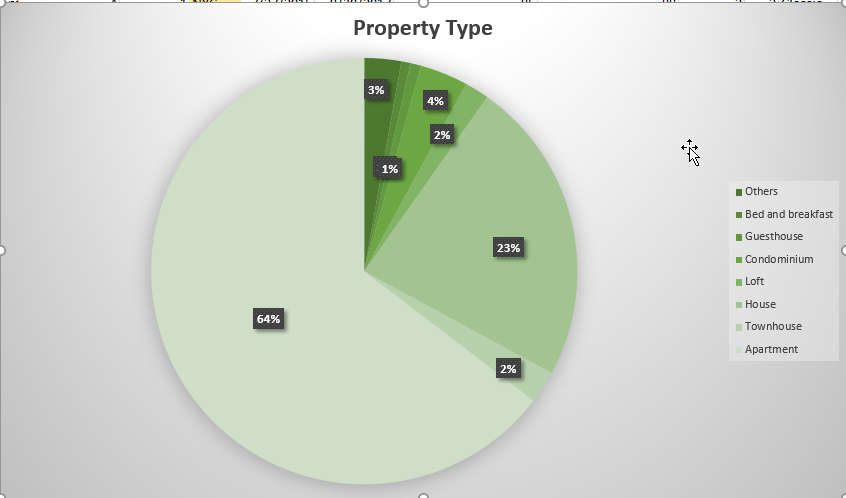 Property Type
3%
4%
2%
1%
23%
64%
2%
Others
Bed and breakfast
Guesthouse
Condominium
Loft
House
Townhouse
Apartment